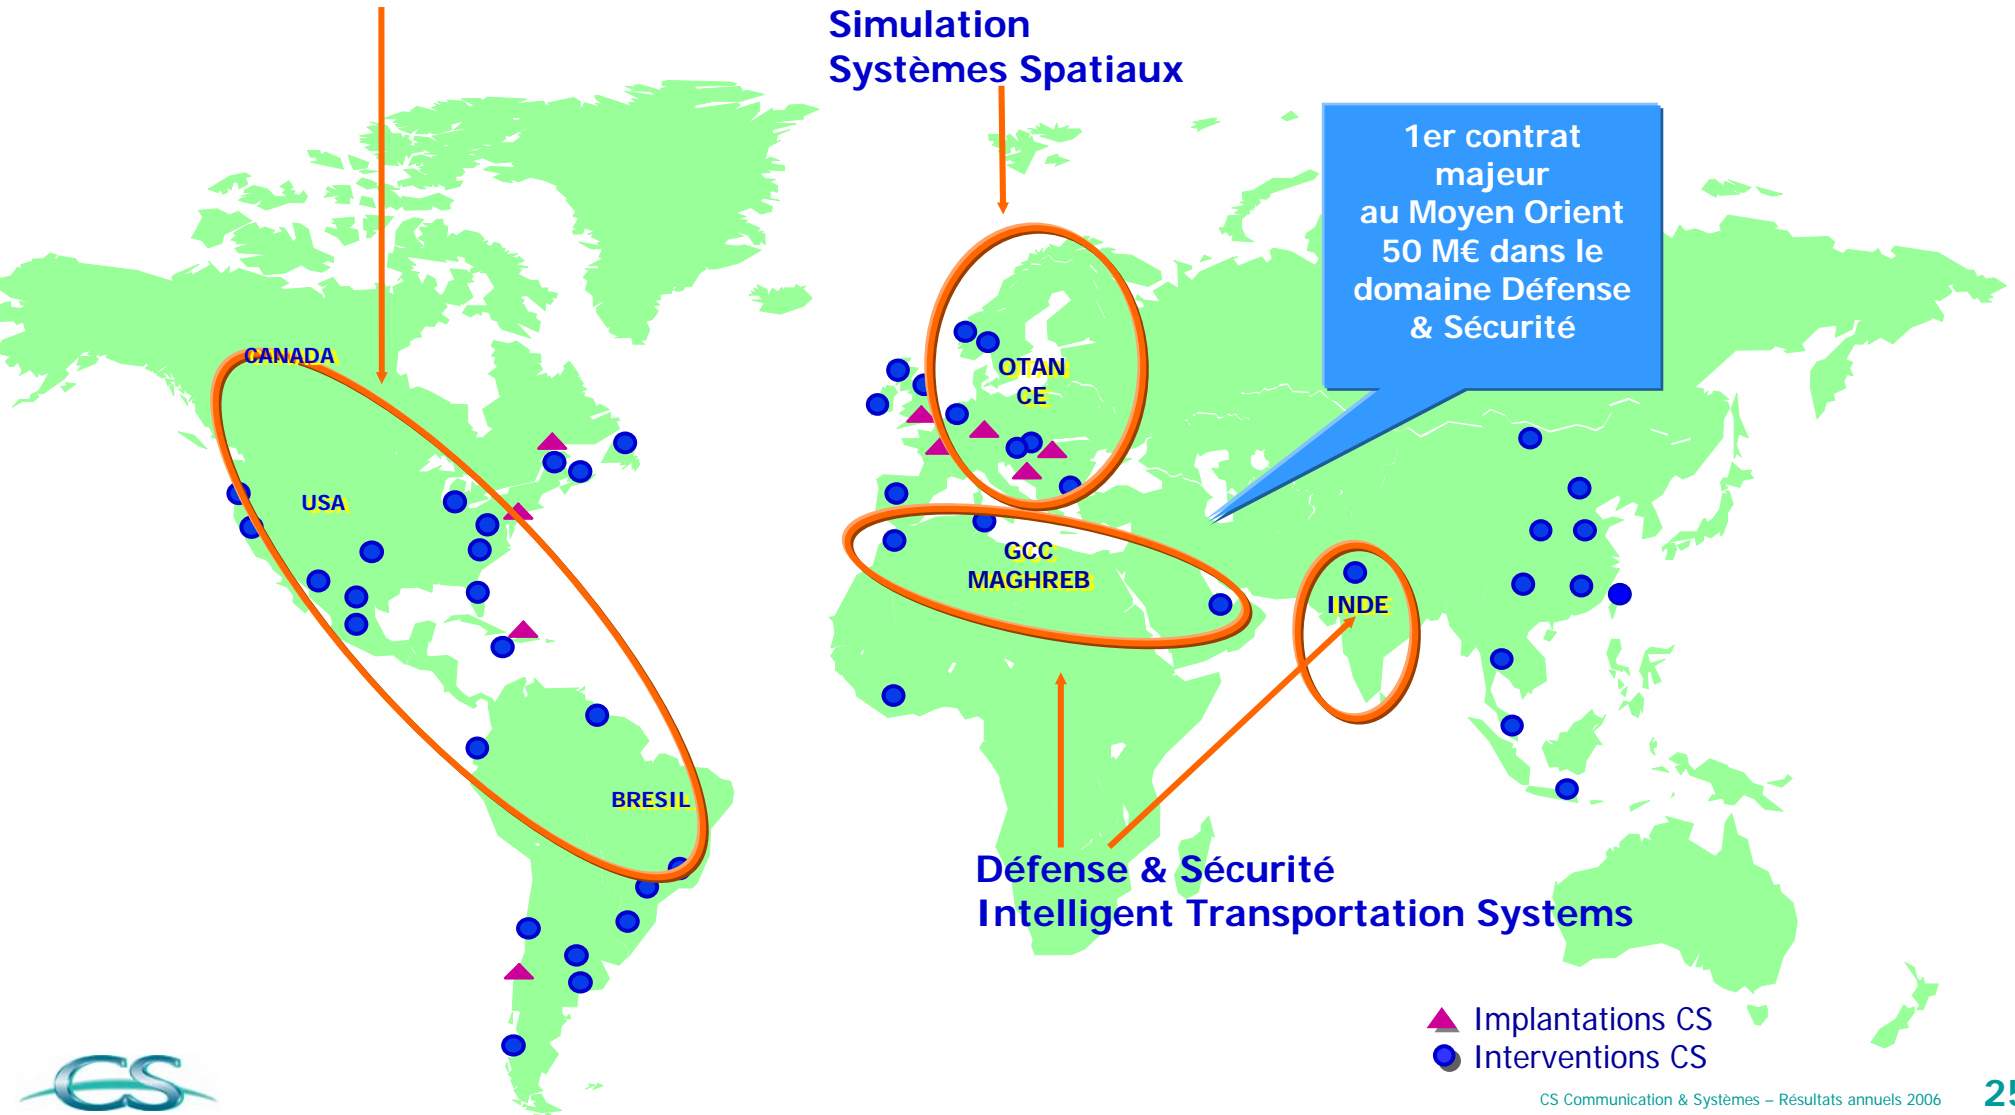 Simulation
Systèmes Spatiaux
1er contrat
majeur
au Moyen Orient
50 M€ dans le
domaine Défense
& Sécurité
CANADA
OTAN
CE
USA
GCC
MAGHREB
INDE
BRESIL
Défense & Sécurité
Intelligent Transportation Systems
Implantations CS
Interventions CS
CS
CS Communication & Systèmes – Résultats annuels 2006
25